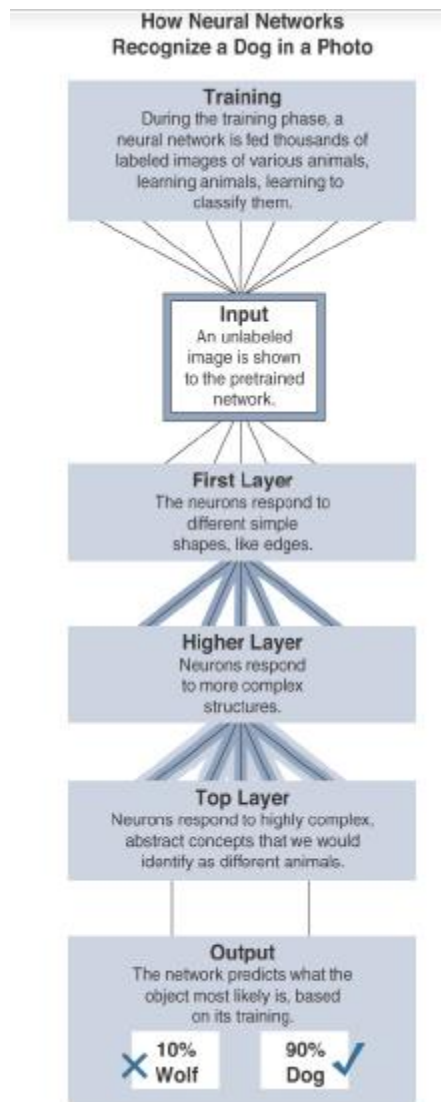 How Neural Networks
Recognize a Dog in a Photo
Training
During the training phase, a
neural network is fed thousands of
labeled images of various animals,
learning animals, learning to
classify them.
Input
An unlabeled
image is shown
to the pretrained
network.
First Layer
The neurons respond to
different simple
shapes, like edges.
Higher Layer
Neurons respond
to more complex
structures.
Top Layer
Neurons respond to highly complex,
abstract concepts that we would
identify as different animals.
Output
The network predicts what the
object most likely is, based
on its training.
10%
Wolf
90%
Dog